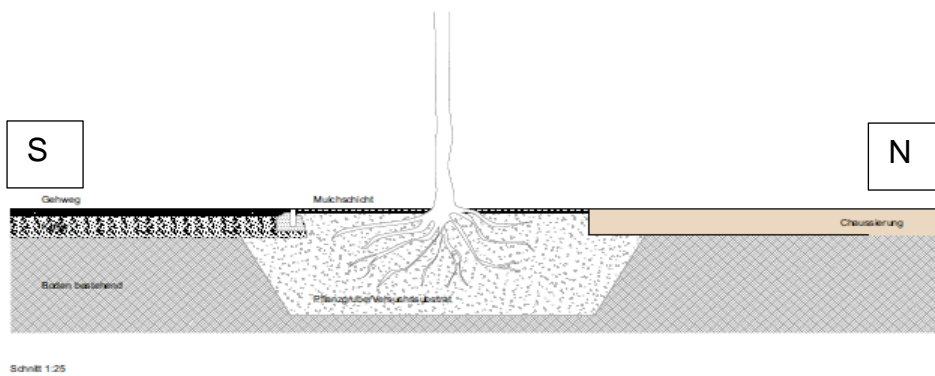 S
N
Gehweg
Mulchschicht
Chaussierung
Boden bestehend
Pflanzgrube/Versuchssubstrat
Schnitt 1:25